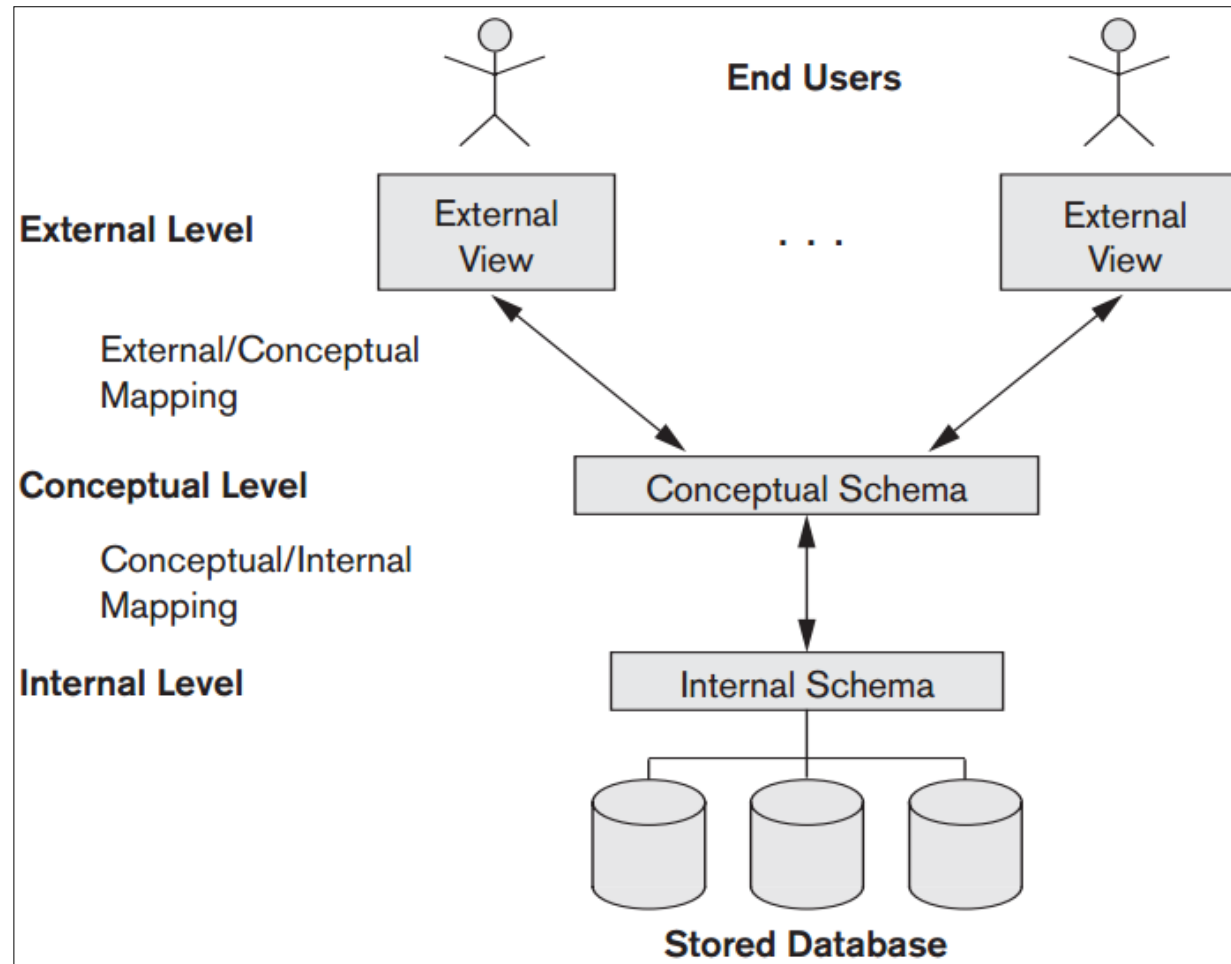 End Users
External Level
External
View
. . .
External
View
External/Conceptual
Mapping
Conceptual Level
Conceptual Schema
Conceptual/Internal
Mapping
Internal Level
Internal Schema
Stored Database